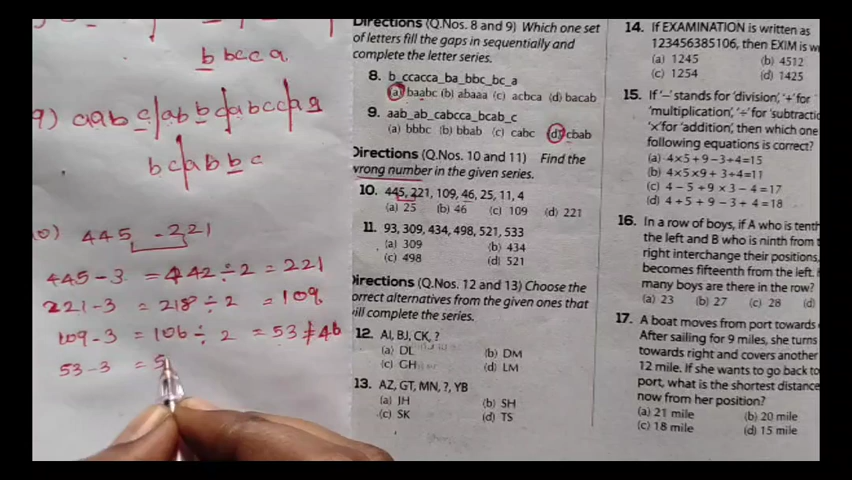 b bcca
9) aab c/abb c/abcca a
bc/abb c
445 - 221
445-3 = 442 ÷ 2 = 221
221-3 = 218 ÷ 2 = 109
109-3 = 106 ÷ 2 = 53 ≠ 46
53-3 = 5
Directions (Q.Nos. 8 and 9) Which one set
of letters fill the gaps in sequentially and
complete the letter series.
8. b_ccacca_ba_bbc_bc_a
(a) baabc (b) abaaa (c) acbca (d) bacab
9. aab_ab_cabcca_bcab_c
(a) bbbc (b) bbab (c) cabc (d) cbab
Directions (Q.Nos. 10 and 11) Find the
wrong number in the given series.
10. 445, 221, 109, 46, 25, 11, 4
(a) 25 (b) 46 (c) 109 (d) 221
11. 93, 309, 434, 498, 521, 533
(a) 309 (b) 434
(c) 498 (d) 521
Directions (Q.Nos. 12 and 13) Choose the
orrect alternatives from the given ones that
ill complete the series.
12. AI, BJ, CK, ?
(a) DL (b) DM
(c) GH (d) LM
13. AZ, GT, MN, ?, YB
(a) JH (b) SH
(c) SK (d) TS
14. If EXAMINATION is written as
123456385106, then EXIM is w
(a) 1245 (b) 4512
(c) 1254 (d) 1425
15. If '–' stands for 'division', '+' for
'multiplication', '÷' for 'subtracti
'×' for 'addition', then which one
following equations is correct?
(a) 4×5+9–3+4=15
(b) 4×5×9+3+4=11
(c) 4–5+9×3–4=17
(d) 4+5+9–3+4=18
16. In a row of boys, if A who is tenth
the left and B who is ninth from t
right interchange their positions,
becomes fifteenth from the left.
many boys are there in the row?
(a) 23 (b) 27 (c) 28 (d)
17. A boat moves from port towards
After sailing for 9 miles, she turns
towards right and covers another
12 mile. If she wants to go back to
port, what is the shortest distance
now from her position?
(a) 21 mile (b) 20 mile
(c) 18 mile (d) 15 mile